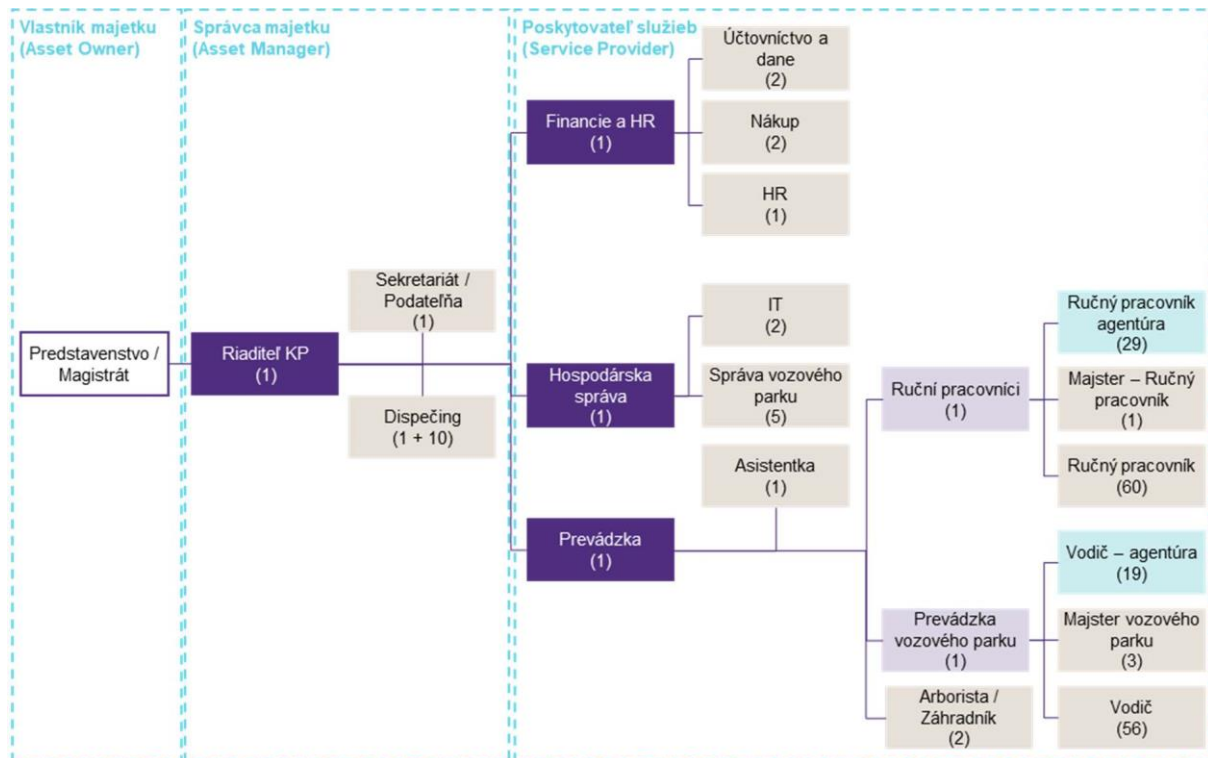 Vlastník majetku
(Asset Owner)
Správca majetku
(Asset Manager)
Poskytovateľ služieb
(Service Provider)
Účtovníctvo a
dane
(2)
Financie a HR
(1)
Nákup
(2)
HR
(1)
Sekretariát /
Podateľňa
(1)
IT
(2)
Ručný pracovník
agentúra
(29)
Predstavenstvo /
Magistrát
Riaditeľ KP
(1)
Hospodárska
správa
(1)
Správa vozového
parku
(5)
Ruční pracovníci
(1)
Majster – Ručný
pracovník
(1)
Dispečing
(1 + 10)
Asistentka
(1)
Ručný pracovník
(60)
Prevádzka
(1)
Vodič – agentúra
(19)
Prevádzka
vozového parku
(1)
Majster vozového
parku
(3)
Arborista /
Záhradník
(2)
Vodič
(56)